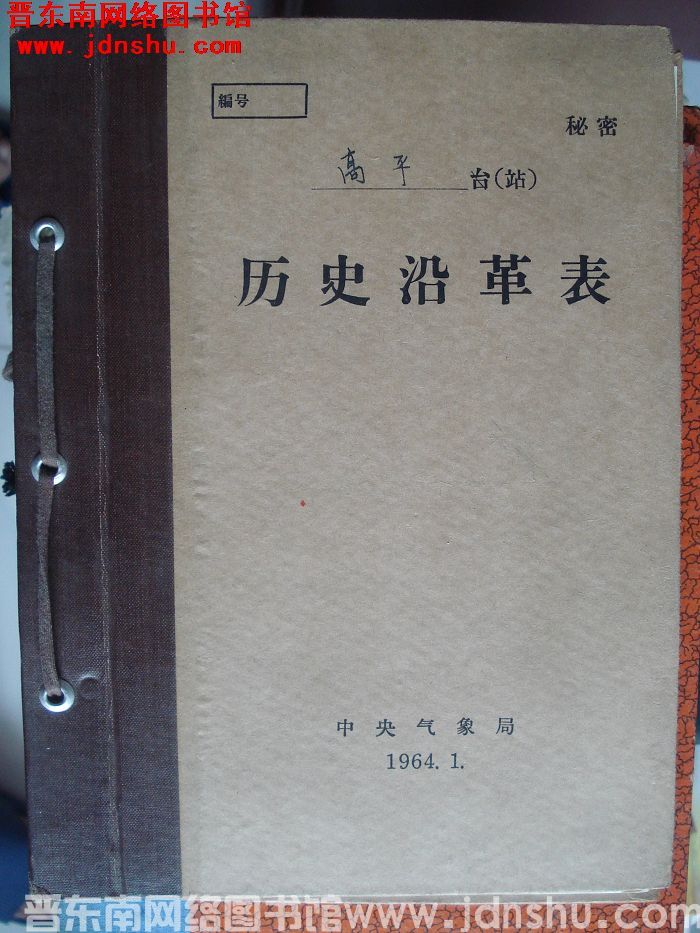 晋东南网络图书馆
www.jdnshu.com
編号
秘密
高平台(站)
历史沿革表
中央气象局
1964.1.
晋东南网络图书馆www.jdnshu.com